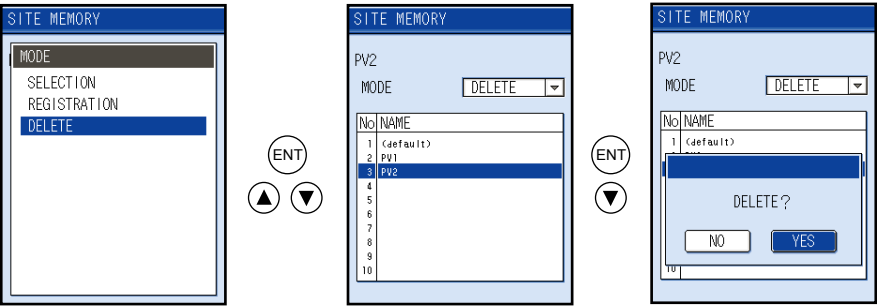 SITE MEMORY
MODE
SELECTION
REGISTRATION
DELETE
ENT
SITE MEMORY
PV2
MODE DELETE
No NAME
1 (default)
2 PV1
3 PV2
4
5
6
7
8
9
10
ENT
SITE MEMORY
PV2
MODE DELETE
No NAME
1 (default)
DELETE?
NO YES
10